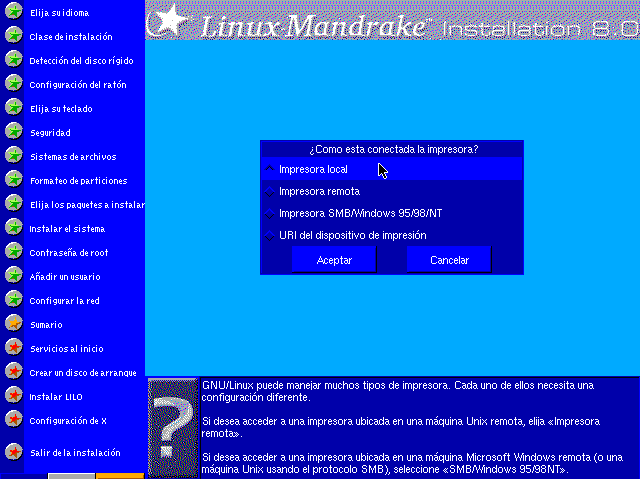 Linux Mandrake™ Installation 8.0
Elija su idioma
Clase de instalación
Detección del disco rígido
Configuración del ratón
Elija su teclado
Seguridad
Sistemas de archivos
Formateo de particiones
Elija los paquetes a instalar
Instalar el sistema
Contraseña de root
Añadir un usuario
Configurar la red
Sumario
Servicios al inicio
Crear un disco de arranque
Instalar LILO
Configuración de X
Salir de la instalación
¿Como esta conectada la impresora?
Impresora local
Impresora remota
Impresora SMB/Windows 95/98/NT
URI del dispositivo de impresión
Aceptar
Cancelar
GNU/Linux puede manejar muchos tipos de impresora. Cada uno de ellos necesita una
configuración diferente.
Si desea acceder a una impresora ubicada en una máquina Unix remota, elija «Impresora
remota».
Si desea acceder a una impresora ubicada en una máquina Microsoft Windows remota (o una
máquina Unix usando el protocolo SMB), seleccione «SMB/Windows 95/98NT».